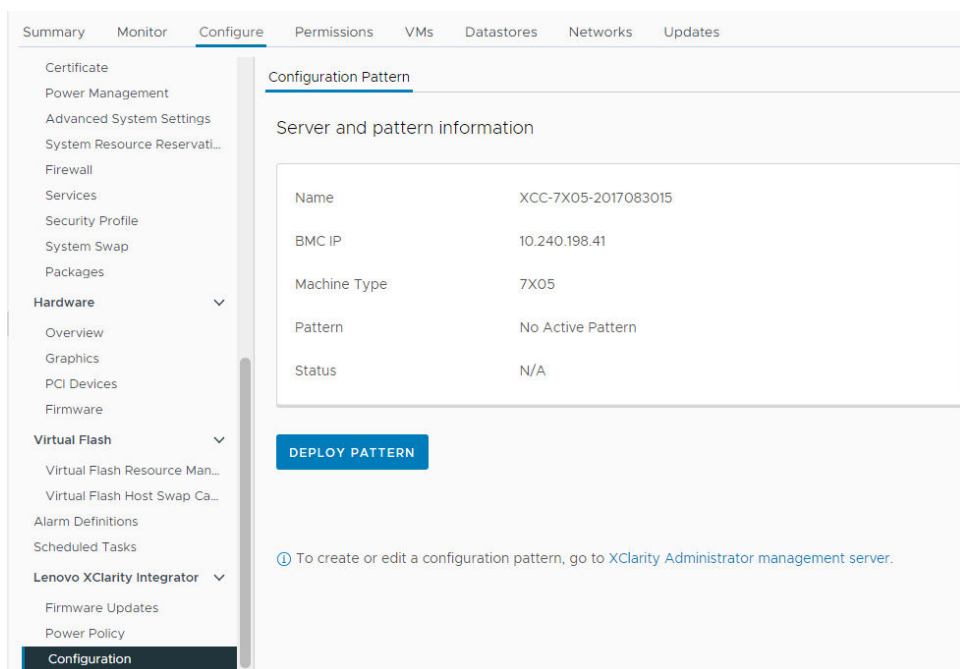 Summary Monitor Configure Permissions VMs Datastores Networks Updates
Certificate
Power Management
Advanced System Settings
System Resource Reservati...
Firewall
Services
Security Profile
System Swap
Packages
Hardware
Overview
Graphics
PCI Devices
Firmware
Virtual Flash
Virtual Flash Resource Man...
Virtual Flash Host Swap Ca...
Alarm Definitions
Scheduled Tasks
Lenovo XClarity Integrator
Firmware Updates
Power Policy
Configuration
Configuration Pattern
Server and pattern information
Name XCC-7X05-2017083015
BMC IP 10.240.198.41
Machine Type 7X05
Pattern No Active Pattern
Status N/A
DEPLOY PATTERN
To create or edit a configuration pattern, go to XClarity Administrator management server.